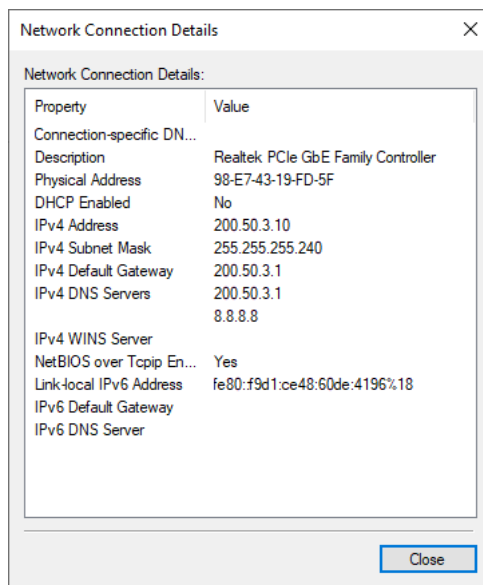 Network Connection Details
Network Connection Details:
Property Value
Connection-specific DN...
Description Realtek PCIe GbE Family Controller
Physical Address 98-E7-43-19-FD-5F
DHCP Enabled No
IPv4 Address 200.50.3.10
IPv4 Subnet Mask 255.255.255.240
IPv4 Default Gateway 200.50.3.1
IPv4 DNS Servers 200.50.3.1
8.8.8.8
IPv4 WINS Server
NetBIOS over Tcpip En... Yes
Link-local IPv6 Address fe80::f9d1:ce48:60de:4196%18
IPv6 Default Gateway
IPv6 DNS Server
Close